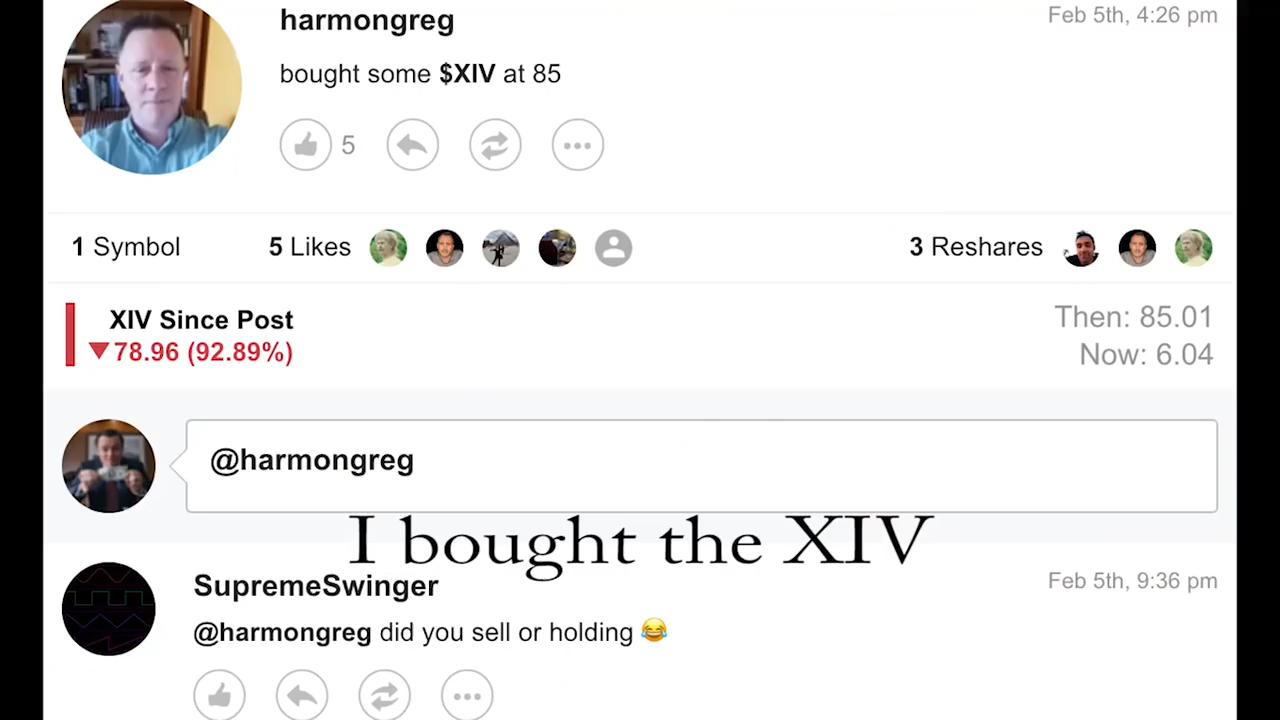 harmongreg
Feb 5th, 4:26 pm
bought some $XIV at 85
5
1 Symbol
5 Likes
3 Reshares
XIV Since Post
Then: 85.01
▼78.96 (92.89%)
Now: 6.04
@harmongreg
I bought the XIV
SupremeSwinger
Feb 5th, 9:36 pm
@harmongreg did you sell or holding 😂